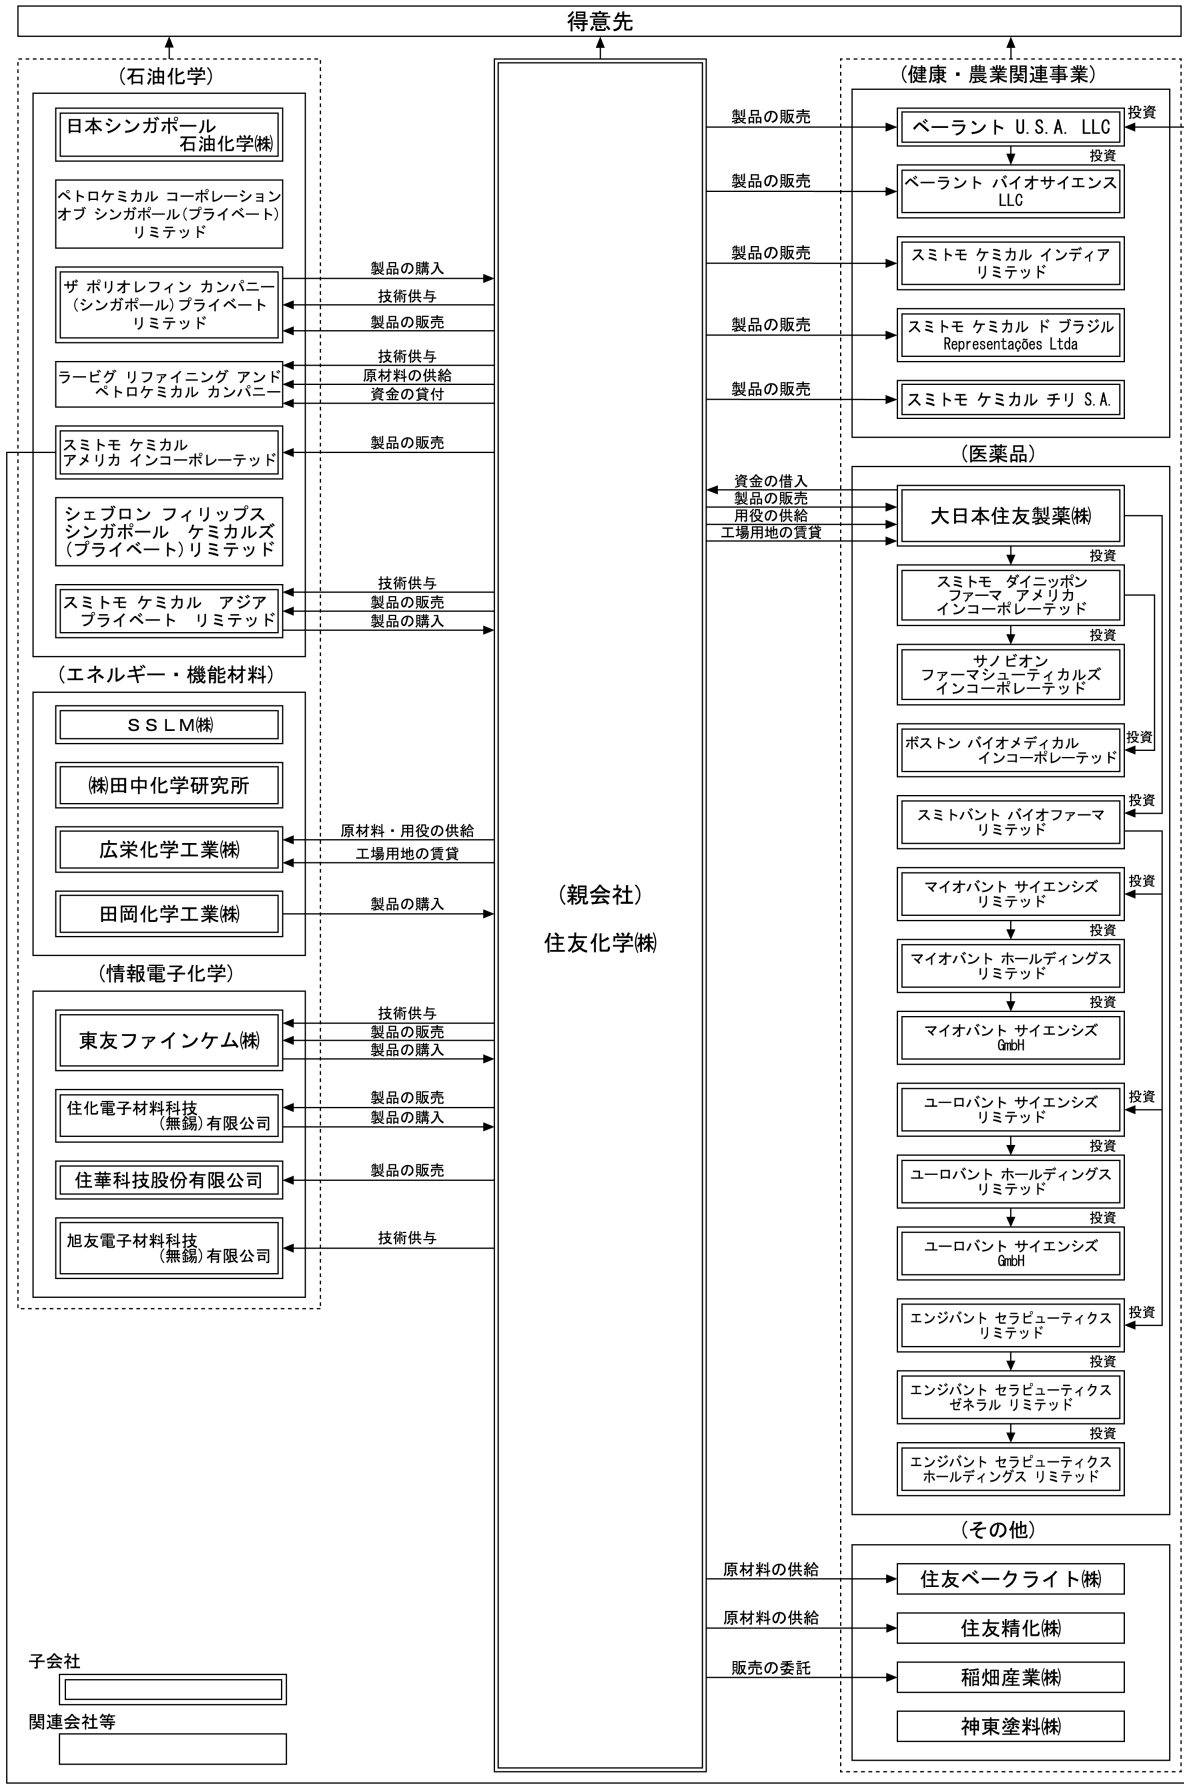 得意先
(石油化学)
日本シンガポール
石油化学㈱
ペトロケミカル コーポレーション
オブ シンガポール(プライベート)
リミテッド
ザ ポリオレフィン カンパニー
(シンガポール)プライベート
リミテッド
ラービグ リファイニング アンド
ペトロケミカル カンパニー
スミトモ ケミカル
アメリカ インコーポレーテッド
シェブロン フィリップス
シンガポール ケミカルズ
(プライベート)リミテッド
スミトモ ケミカル アジア
プライベート リミテッド
(エネルギー・機能材料)
ＳＳＬＭ㈱
㈱田中化学研究所
広栄化学工業㈱
田岡化学工業㈱
(情報電子化学)
東友ファインケム㈱
住化電子材料科技
(無錫)有限公司
住華科技股份有限公司
旭友電子材料科技
(無錫)有限公司
子会社
関連会社等
製品の購入
技術供与
製品の販売
技術供与
原材料の供給
資金の貸付
製品の販売
技術供与
製品の販売
製品の購入
原材料・用役の供給
工場用地の賃貸
製品の購入
技術供与
製品の販売
製品の購入
製品の販売
製品の購入
製品の販売
技術供与
(親会社)
住友化学㈱
製品の販売
製品の販売
製品の販売
製品の販売
製品の販売
資金の借入
製品の販売
用役の供給
工場用地の賃貸
原材料の供給
原材料の供給
販売の委託
(健康・農業関連事業)
ベーラント U.S.A. LLC
投資
投資
ベーラント バイオサイエンス
LLC
スミトモ ケミカル インディア
リミテッド
スミトモ ケミカル ド ブラジル
Representações Ltda
スミトモ ケミカル チリ S.A.
(医薬品)
大日本住友製薬㈱
投資
スミトモ ダイニッポン
ファーマ アメリカ
インコーポレーテッド
投資
サノビオン
ファーマシューティカルズ
インコーポレーテッド
投資
ボストン バイオメディカル
インコーポレーテッド
投資
スミトバント バイオファーマ
リミテッド
投資
マイオバント サイエンシズ
リミテッド
投資
マイオバント ホールディングス
リミテッド
投資
マイオバント サイエンシズ
GmbH
投資
ユーロバント サイエンシズ
リミテッド
投資
ユーロバント ホールディングス
リミテッド
投資
ユーロバント サイエンシズ
GmbH
投資
エンジバント セラピューティクス
リミテッド
投資
エンジバント セラピューティクス
ゼネラル リミテッド
投資
エンジバント セラピューティクス
ホールディングス リミテッド
(その他)
住友ベークライト㈱
住友精化㈱
稲畑産業㈱
神東塗料㈱